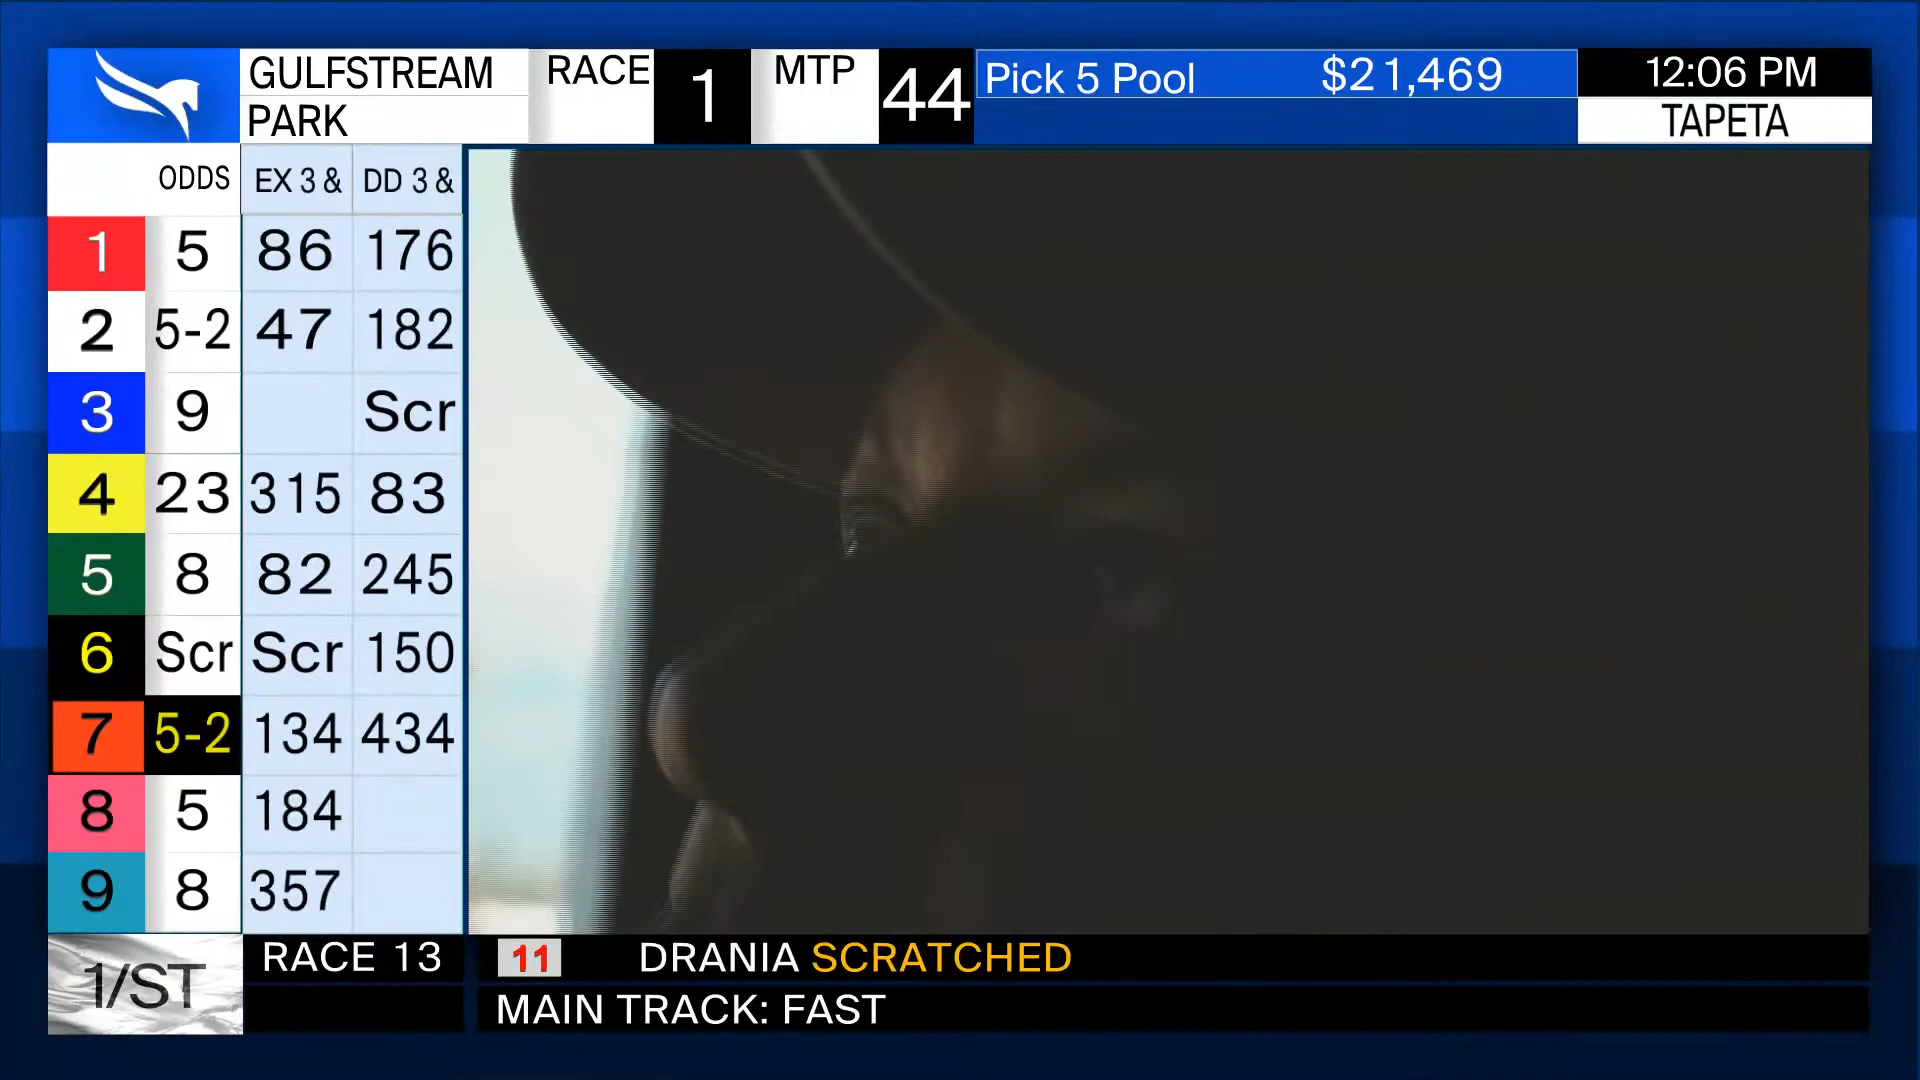 GULFSTREAM PARK RACE 1 MTP 44 Pick 5 Pool $21,469 12:06 PM
TAPETA
ODDS EX 3 & DD 3 &
1 5 86 176
2 5-2 47 182
3 9 Scr
4 23 315 83
5 8 82 245
6 Scr Scr 150
7 5-2 134 434
8 5 184
9 8 357
1/ST RACE 13 11 DRANIA SCRATCHED
MAIN TRACK: FAST